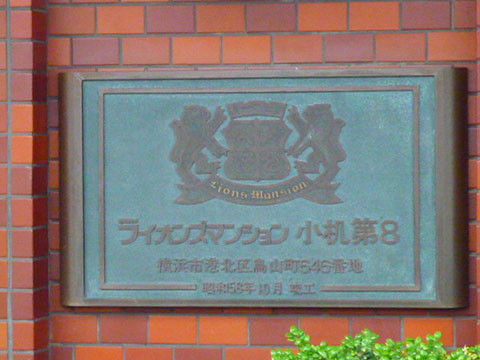 Lions Mansion
ライオンズマンション 小机第8
横浜市港北区鳥山町646番地
昭和58年10月 竣工